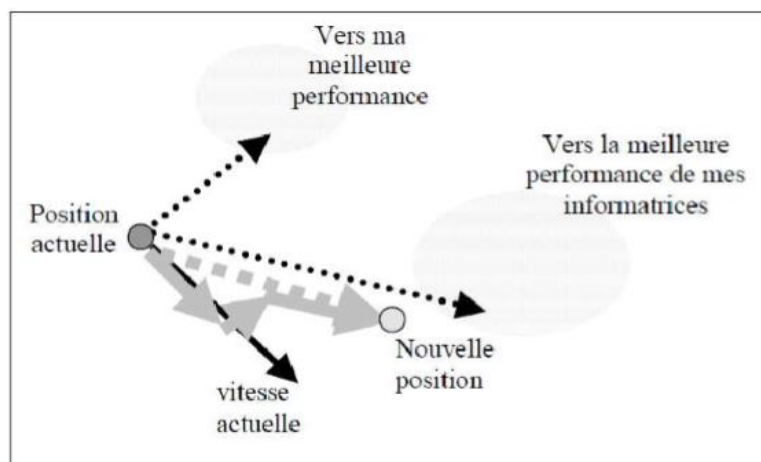 Vers ma
meilleure
performance
Vers la meilleure
performance de mes
informatrices
Position
actuelle
Nouvelle
position
vitesse
actuelle